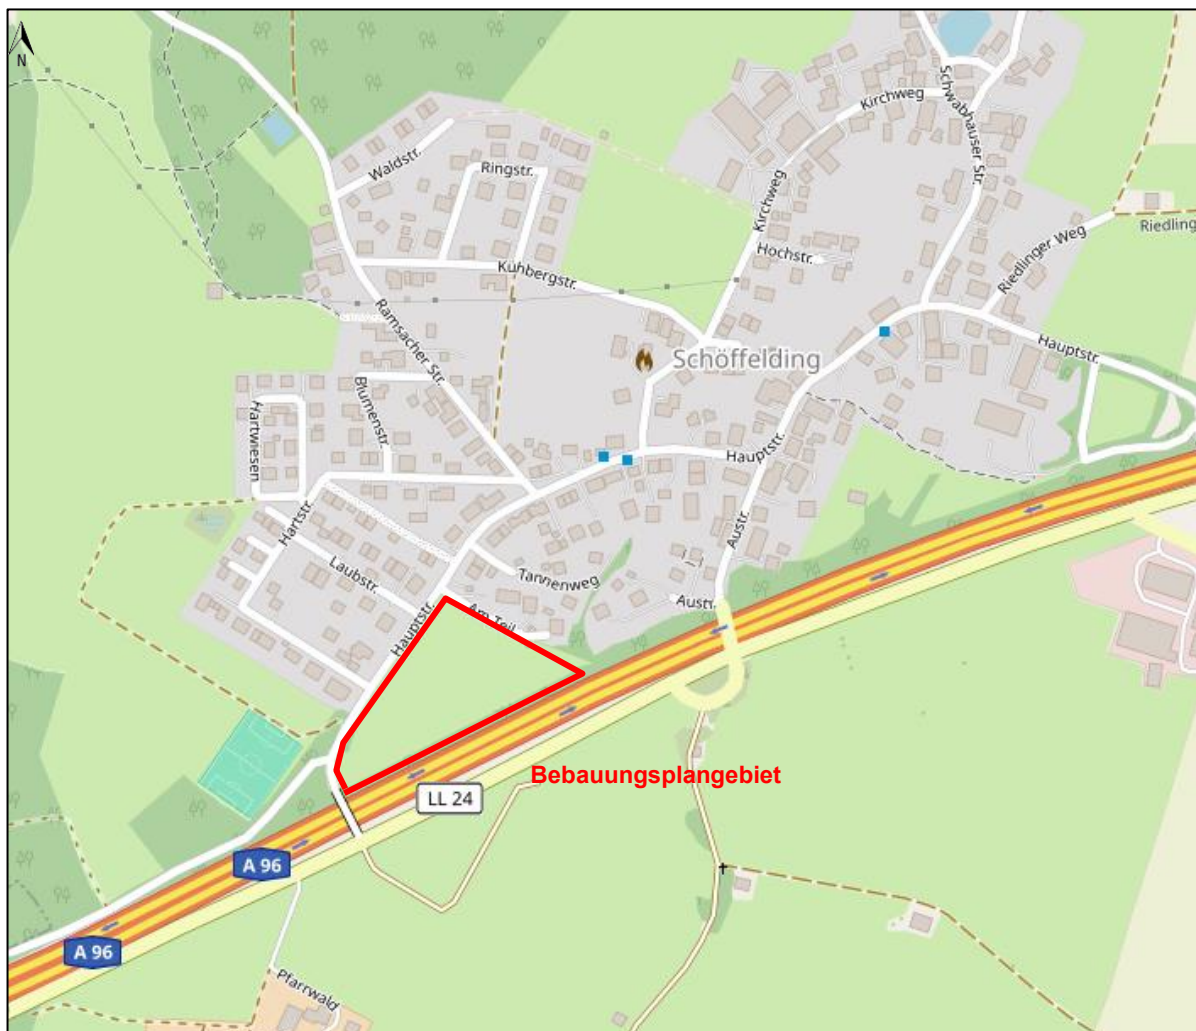 N
Kirchweg
Schwabhauser Str.
Waldstr.
Ringstr.
Kirchweg
Riedling
Riedlinger Weg
Hochstr.
Kühbergstr.
Ramsacher Str.
Hauptstr.
Schöffelding
Blumenstr.
Hartwiesen
Hauptstr.
Hartstr.
Austr.
Laubstr.
Tannenweg
Austr.
Am Teil
Hauptstr.
Bebauungsplangebiet
LL 24
A 96
A 96
Pfarrwald